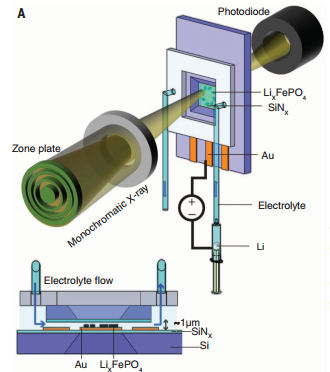 A
Photodiode
LiₓFePO₄
SiNₓ
Zone plate
Au
Monochromatic X-ray
Electrolyte
+
−
Li
Electrolyte flow
~1μm
SiNₓ
Si
Au LiₓFePO₄